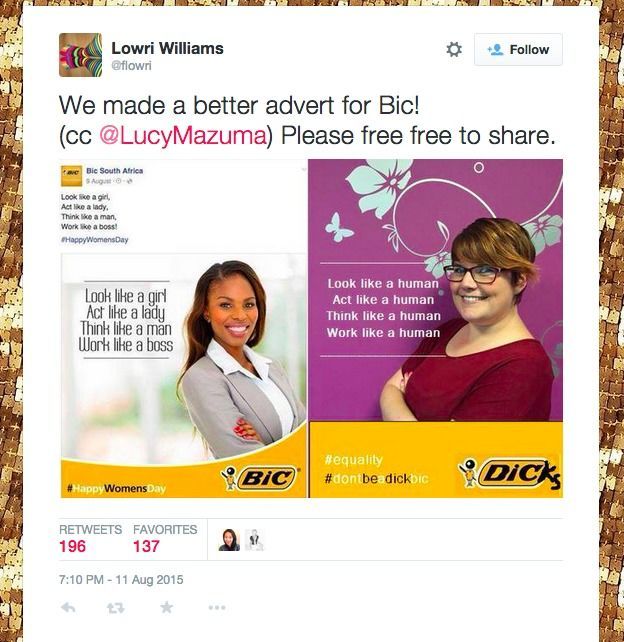 Lowri Williams
@flowri
Follow
We made a better advert for Bic!
(cc @LucyMazuma) Please free free to share.
BIC
Bic South Africa
9 August
Look like a girl,
Act like a lady,
Think like a man,
Work like a boss!
#HappyWomensDay
Look like a girl
Act like a lady
Think like a man
Work like a boss
#HappyWomensDay
BIC
Look like a human
Act like a human
Think like a human
Work like a human
#equality
#dontbeadickbic
DiCks
RETWEETS FAVORITES
196 137
7:10 PM - 11 Aug 2015